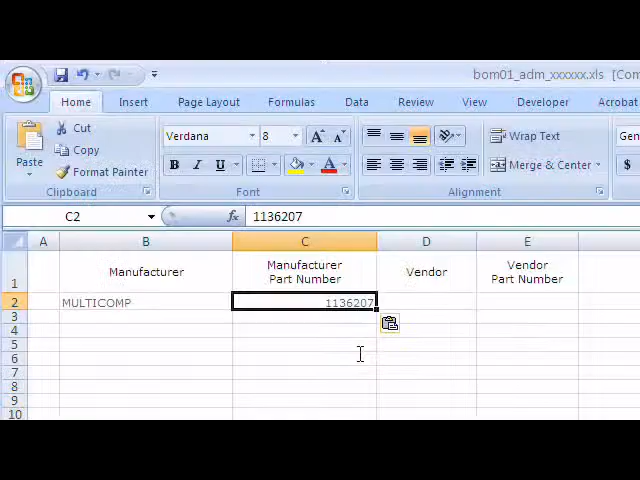 bom01_adm_xxxxxx.xls [Com
Home Insert Page Layout Formulas Data Review View Developer Acrobat
Paste
Cut
Copy
Format Painter
Clipboard
Verdana 8 A A
B I U A
Font
Wrap Text
Merge & Center
Alignment
Gen
$
C2 fx 1136207
A B C D E
1 Manufacturer Manufacturer Part Number Vendor Vendor Part Number
2 MULTICOMP 1136207
3
4
5
6
7
8
9
10